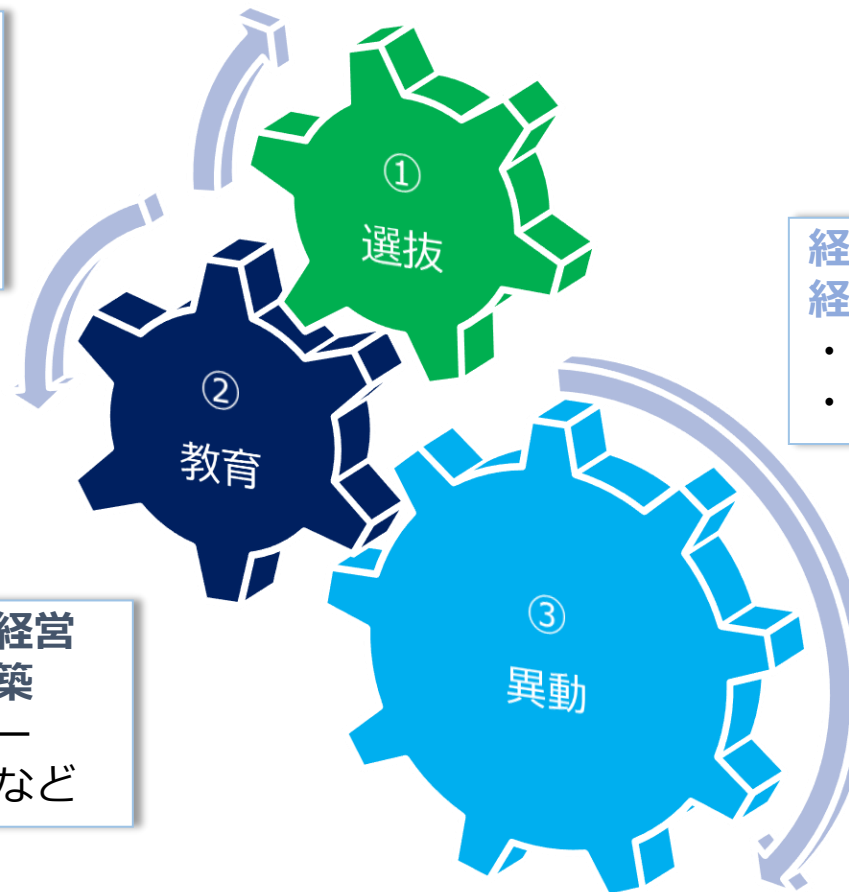 ①
選抜
経
経
・
・
②
教育
③
異動
経営
築
ー
など